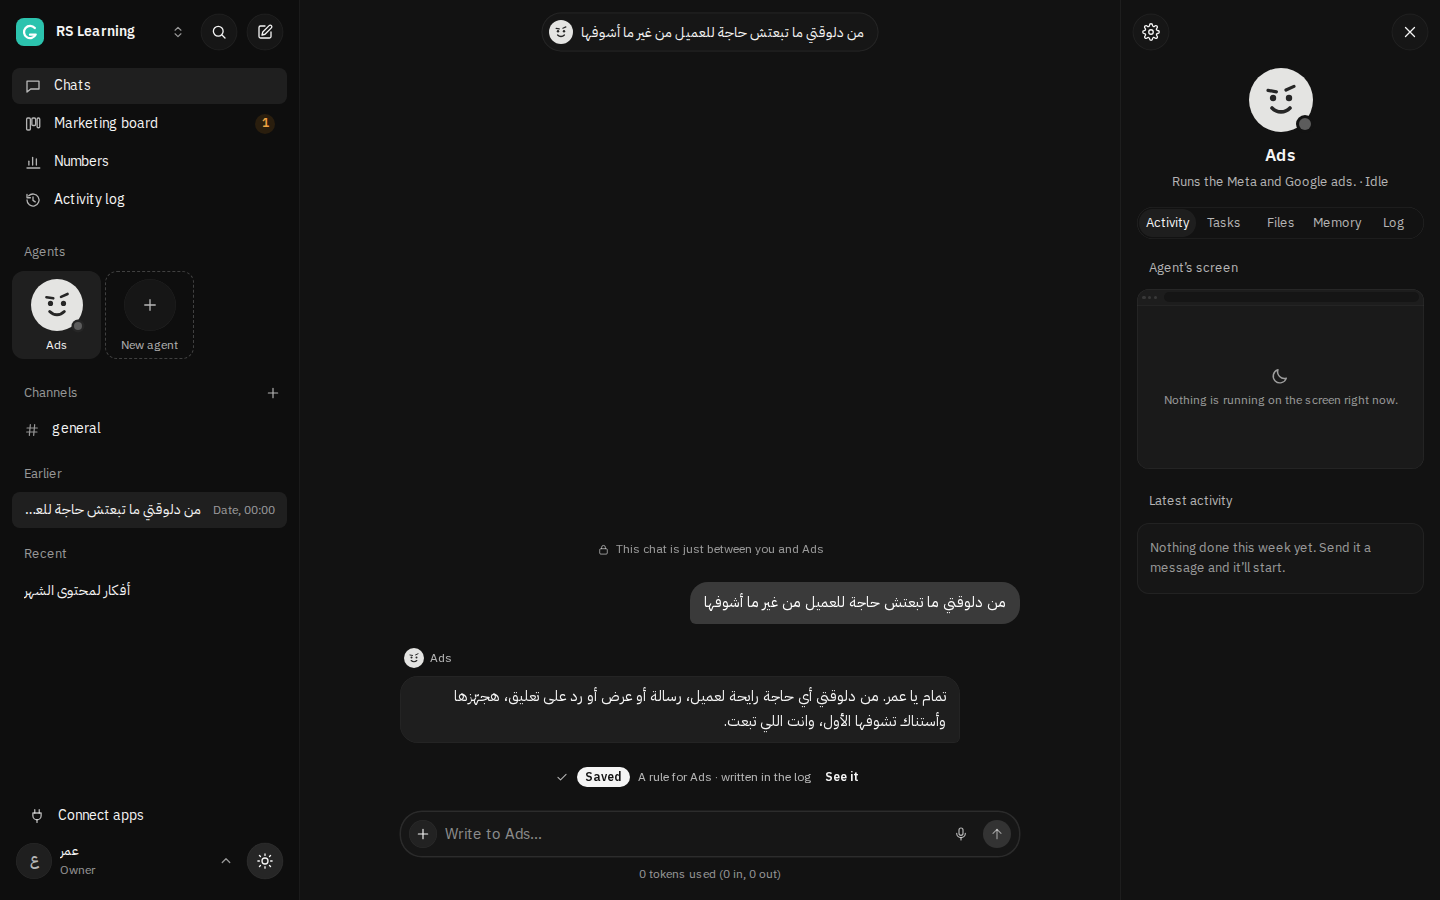 RS Learning
Chats
Marketing board
1
Numbers
Activity log
Agents
Ads
New agent
Channels
general
Earlier
من دلوقتي ما تبعتش حاجة للعـ...
Date, 00:00
Recent
أفكار لمحتوى الشهر
Connect apps
ع
عمر
Owner
من دلوقتي ما تبعتش حاجة للعميل من غير ما أشوفها
This chat is just between you and Ads
من دلوقتي ما تبعتش حاجة للعميل من غير ما أشوفها
Ads
تمام يا عمر. من دلوقتي أي حاجة رايحة لعميل، رسالة أو عرض أو رد على تعليق، هجهّزها
وأستناك تشوفها الأول، وانت اللي تبعت.
Saved
A rule for Ads · written in the log
See it
Write to Ads...
0 tokens used (0 in, 0 out)
Ads
Runs the Meta and Google ads. · Idle
Activity
Tasks
Files
Memory
Log
Agent's screen
Nothing is running on the screen right now.
Latest activity
Nothing done this week yet. Send it a
message and it'll start.